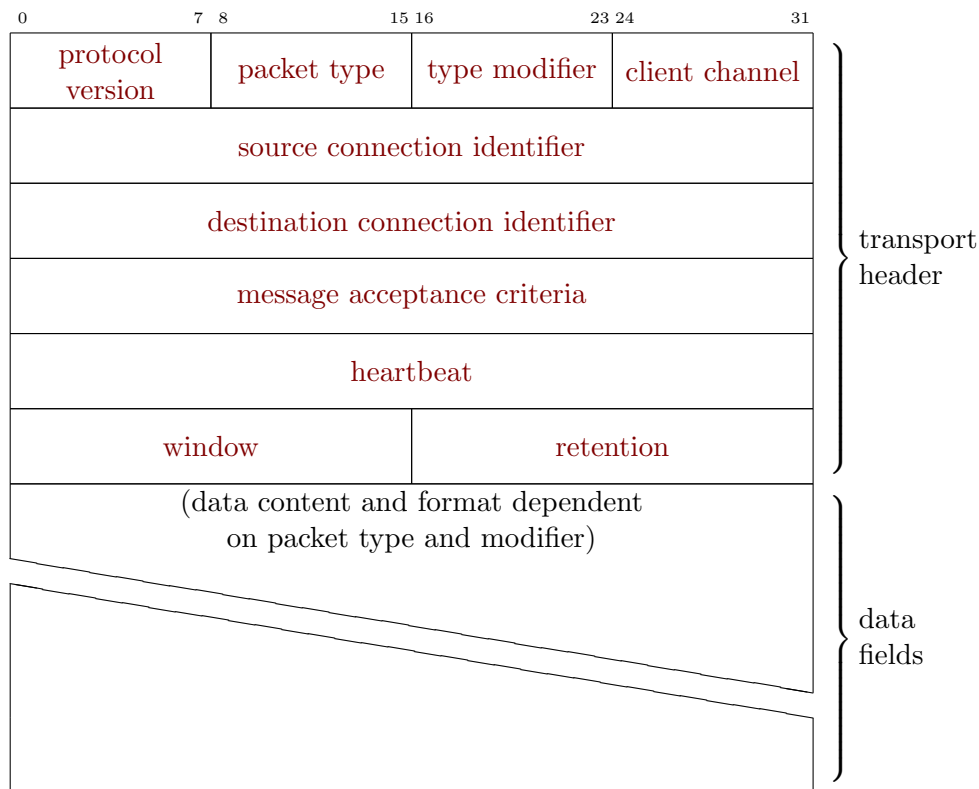 0 7 8 15 16 23 24 31
protocol
version
packet type
type modifier
client channel
source connection identifier
destination connection identifier
message acceptance criteria
heartbeat
window
retention
transport
header
(data content and format dependent
on packet type and modifier)
data
fields